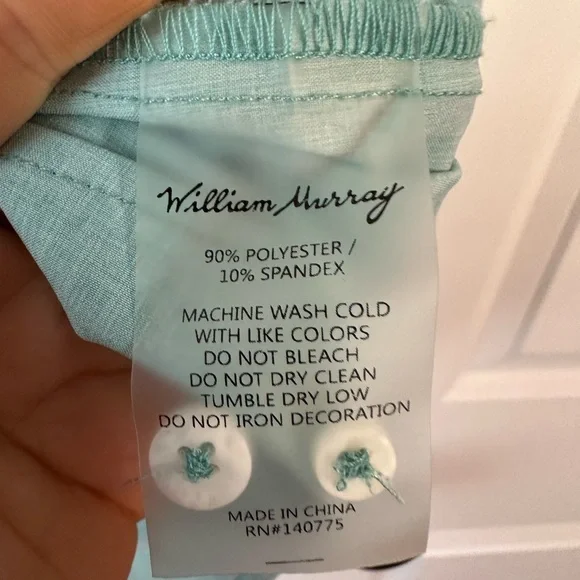 William Murray
90% POLYESTER /
10% SPANDEX
MACHINE WASH COLD
WITH LIKE COLORS
DO NOT BLEACH
DO NOT DRY CLEAN
TUMBLE DRY LOW
DO NOT IRON DECORATION
MADE IN CHINA
RN#140775